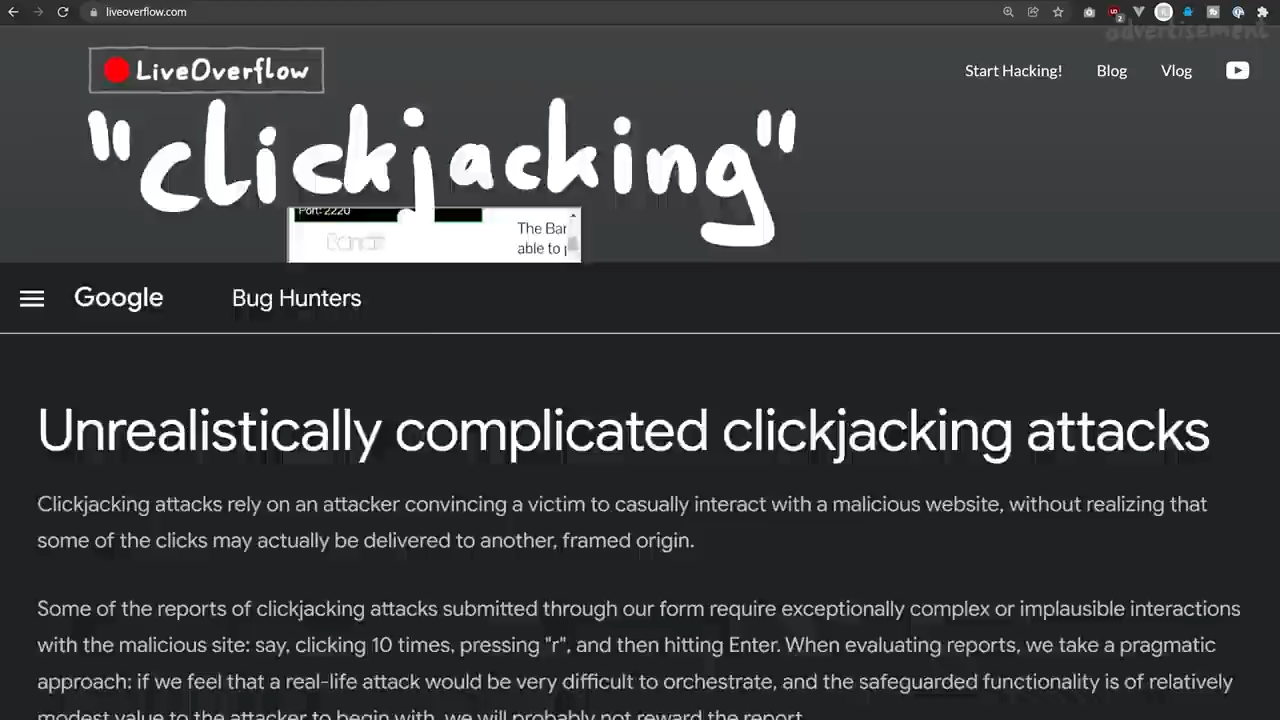 liveoverflow.com
advertisement
LiveOverflow
Start Hacking!
Blog
Vlog
"clickjacking"
Port: 2220
The Bar
able to
Google
Bug Hunters
Unrealistically complicated clickjacking attacks
Clickjacking attacks rely on an attacker convincing a victim to casually interact with a malicious website, without realizing that
some of the clicks may actually be delivered to another, framed origin.
Some of the reports of clickjacking attacks submitted through our form require exceptionally complex or implausible interactions
with the malicious site: say, clicking 10 times, pressing "r", and then hitting Enter. When evaluating reports, we take a pragmatic
approach: if we feel that a real-life attack would be very difficult to orchestrate, and the safeguarded functionality is of relatively
modest value to the attacker to begin with, we will probably not reward the report.